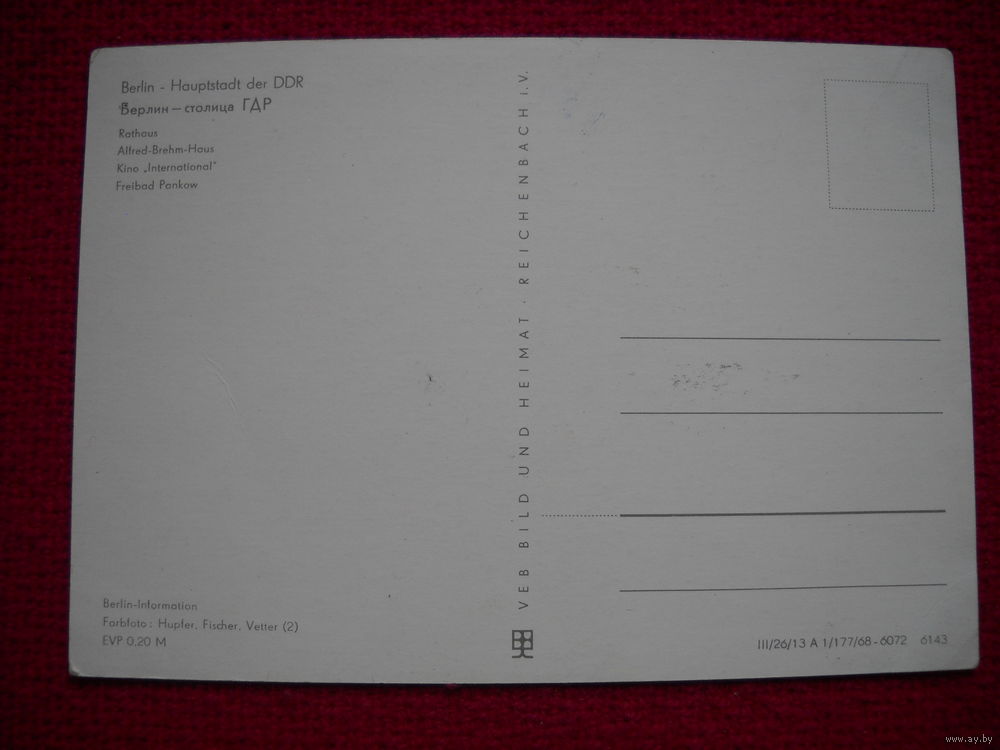 Berlin - Hauptstadt der DDR
Берлин — столица ГДР
Rathaus
Alfred-Brehm-Haus
Kino „International"
Freibad Pankow
Berlin-Information
Farbfoto: Hupfer, Fischer, Vetter (2)
EVP 0,20 M
VEB BILD UND HEIMAT · REICHENBACH i.V.
III/26/13 A 1/177/68-6072 6143
www.ay.by